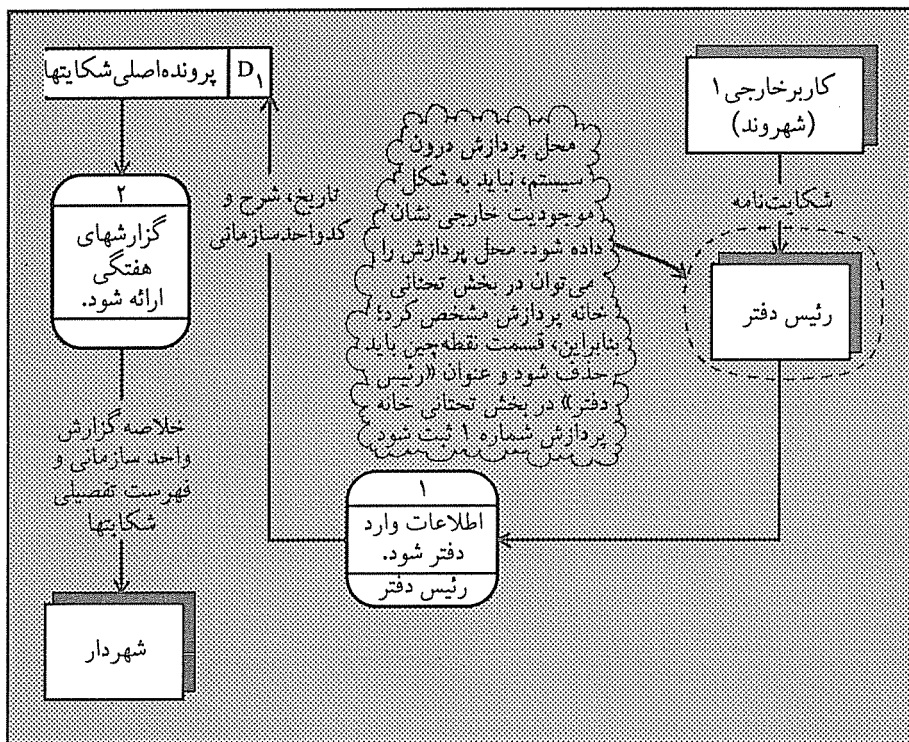 کاربر خارجی ۱
(شهروند)
شکایت‌نامه
رئیس دفتر
محل پردازش درون
سیستم، نباید به شکل
موجودیت خارجی نشان
داده شود. محل پردازش را
می‌توان در بخش تحتانی
خانه پردازش مشخص کرد؛
بنابراین، قسمت نقطه‌چین باید
حذف شود و عنوان «رئیس
دفتر» در بخش تحتانی خانه
پردازش شماره ۱ ثبت شود
۱
اطلاعات وارد
دفتر شود.
رئیس دفتر
تاریخ، شرح و
کدواحدسازمانی
D۱ پرونده‌اصلی‌شکایتها
۲
گزارشهای
هفتگی
ارائه شود.
خلاصه گزارش
واحد سازمانی و
فهرست تفصیلی
شکایتها
شهردار